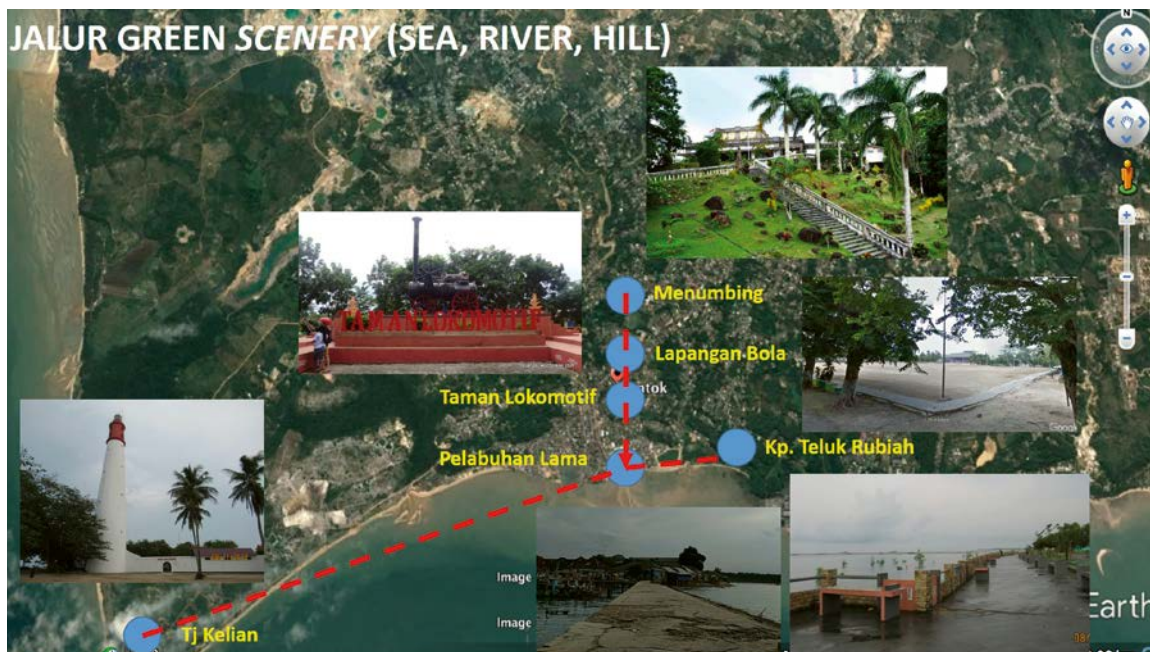 JALUR GREEN SCENERY (SEA, RIVER, HILL)
N
Menumbing
TAMAN LOKOMOTIF
Lapangan Bola
ntok
Taman Lokomotif
Pelabuhan Lama
Kp. Teluk Rubiah
Image
Image
Earth
Tj Kelian